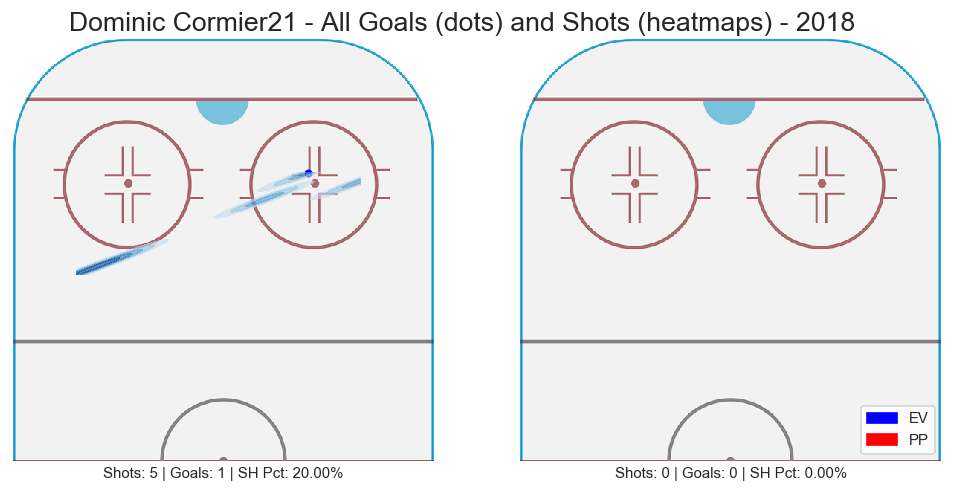 Dominic Cormier21 - All Goals (dots) and Shots (heatmaps) - 2018
EV
PP
Shots: 5 | Goals: 1 | SH Pct: 20.00%
Shots: 0 | Goals: 0 | SH Pct: 0.00%